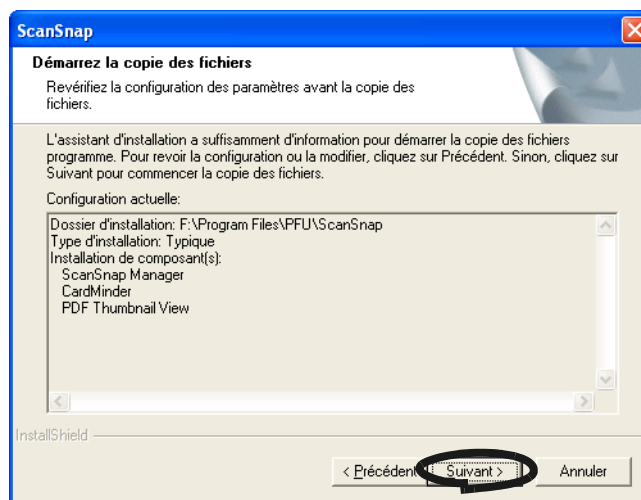 ScanSnap
Démarrez la copie des fichiers
Revérifiez la configuration des paramètres avant la copie des
fichiers.
L'assistant d'installation a suffisamment d'information pour démarrer la copie des fichiers
programme. Pour revoir la configuration ou la modifier, cliquez sur Précédent. Sinon, cliquez sur
Suivant pour commencer la copie des fichiers.
Configuration actuelle:
Dossier d'installation: F:\Program Files\PFU\ScanSnap
Type d'installation: Typique
Installation de composant(s):
ScanSnap Manager
CardMinder
PDF Thumbnail View
InstallShield
< Précédent
Suivant >
Annuler